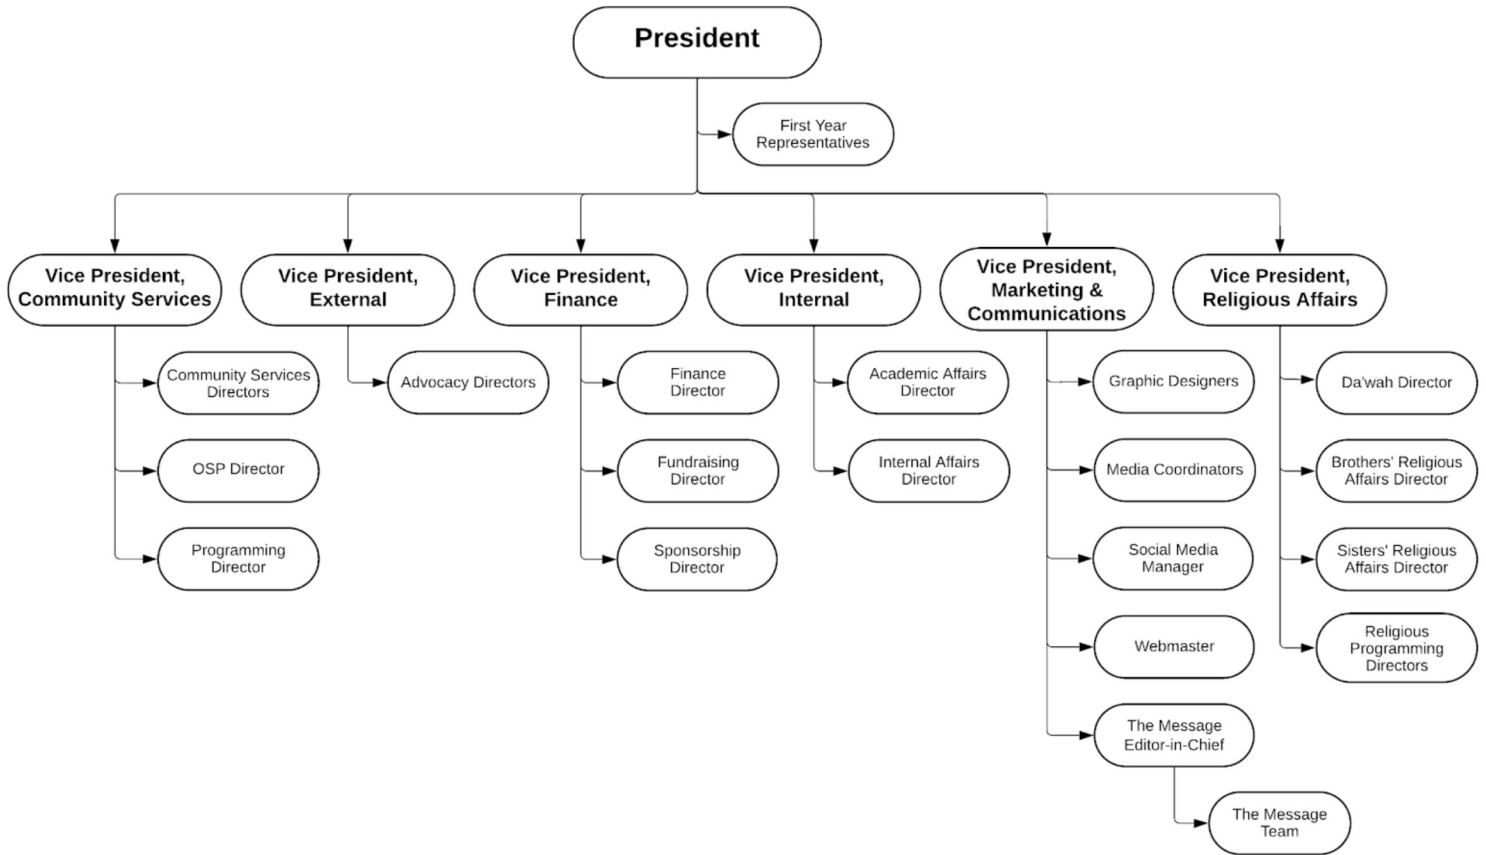 President
First Year
Representatives
Vice President,
Community Services
Vice President,
External
Vice President,
Finance
Vice President,
Internal
Vice President,
Marketing &
Communications
Vice President,
Religious Affairs
Community Services
Directors
OSP Director
Programming
Director
Advocacy Directors
Finance
Director
Fundraising
Director
Sponsorship
Director
Academic Affairs
Director
Internal Affairs
Director
Graphic Designers
Media Coordinators
Social Media
Manager
Webmaster
The Message
Editor-in-Chief
The Message
Team
Da'wah Director
Brothers' Religious
Affairs Director
Sisters' Religious
Affairs Director
Religious
Programming
Directors